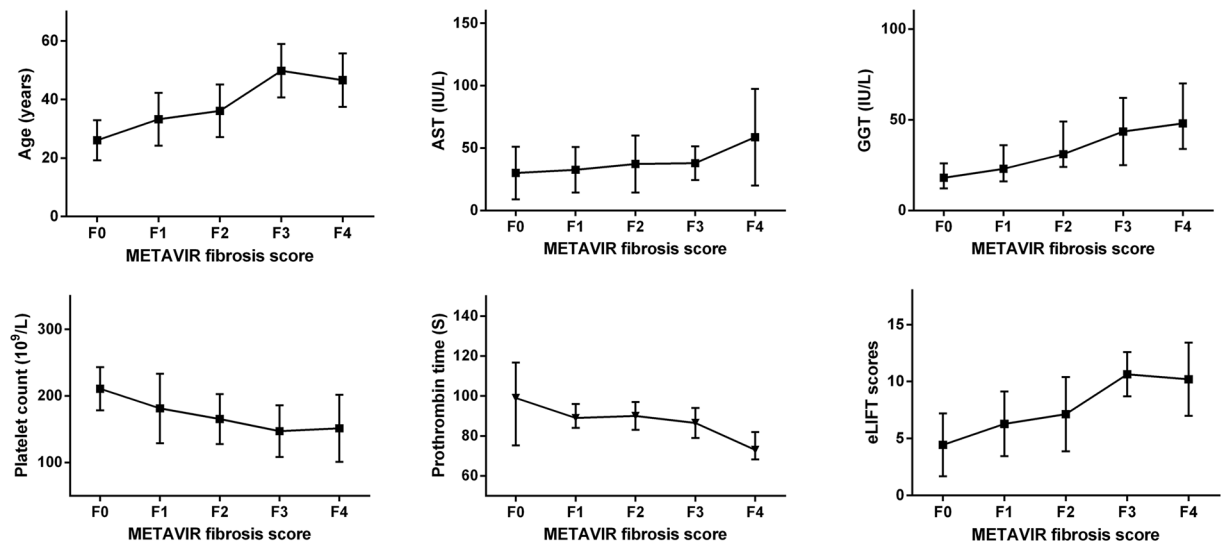 Age (years)
60
40
20
0
F0 F1 F2 F3 F4
METAVIR fibrosis score
AST (IU/L)
150
100
50
0
F0 F1 F2 F3 F4
METAVIR fibrosis score
GGT (IU/L)
100
50
0
F0 F1 F2 F3 F4
METAVIR fibrosis score
Platelet count (10⁹/L)
300
200
100
F0 F1 F2 F3 F4
METAVIR fibrosis score
Prothrombin time (S)
140
120
100
80
60
F0 F1 F2 F3 F4
METAVIR fibrosis score
eLIFT scores
15
10
5
0
F0 F1 F2 F3 F4
METAVIR fibrosis score